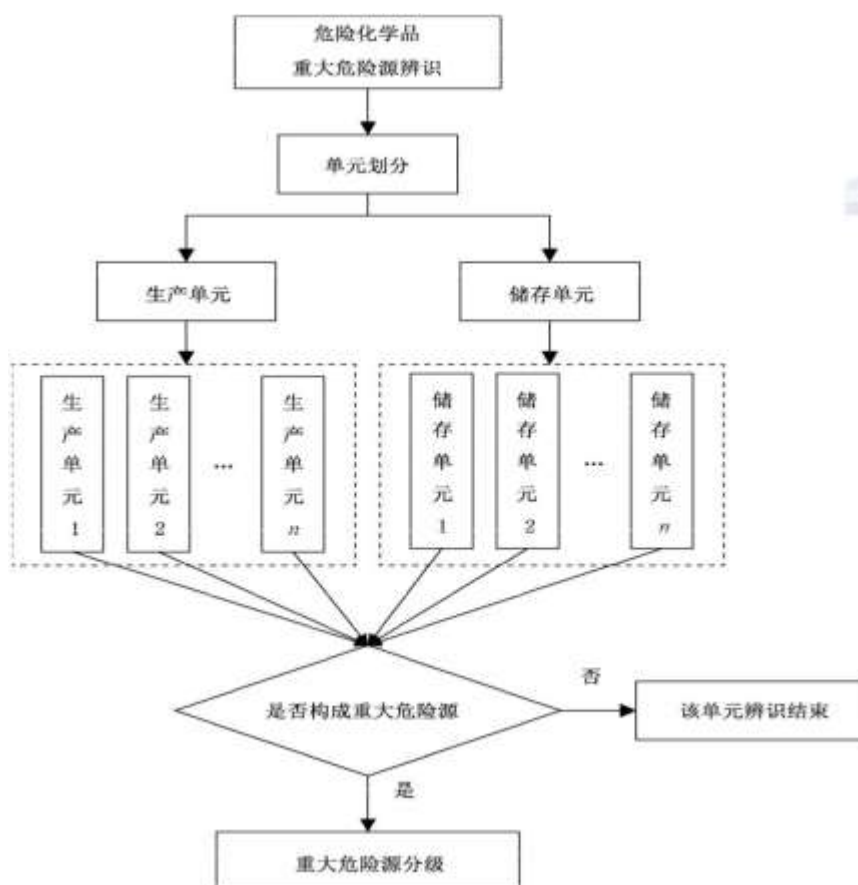 危险化学品
重大危险源辨识
单元划分
生产单元
储存单元
生产单元1
生产单元2
…
生产单元n
储存单元1
储存单元2
…
储存单元n
是否构成重大危险源
否
该单元辨识结束
是
重大危险源分级